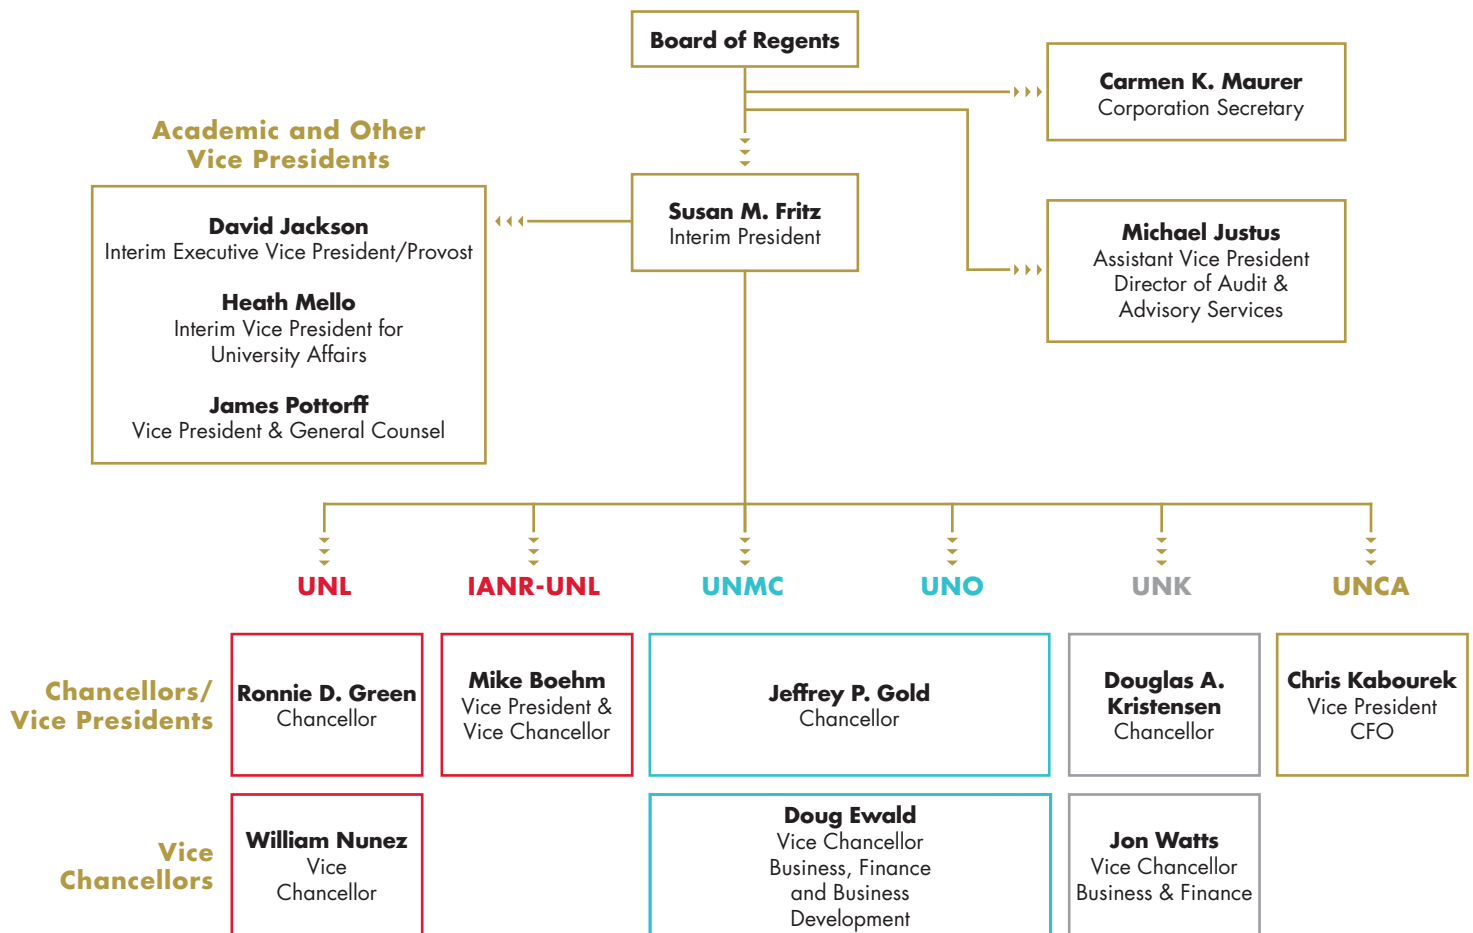 Board of Regents
Carmen K. Maurer
Corporation Secretary
Academic and Other
Vice Presidents
David Jackson
Interim Executive Vice President/Provost
Heath Mello
Interim Vice President for
University Affairs
James Pottorff
Vice President & General Counsel
Susan M. Fritz
Interim President
Michael Justus
Assistant Vice President
Director of Audit &
Advisory Services
UNL
IANR-UNL
UNMC
UNO
UNK
UNCA
Chancellors/
Vice Presidents
Ronnie D. Green
Chancellor
Mike Boehm
Vice President &
Vice Chancellor
Jeffrey P. Gold
Chancellor
Douglas A.
Kristensen
Chancellor
Chris Kabourek
Vice President
CFO
Vice
Chancellors
William Nunez
Vice
Chancellor
Doug Ewald
Vice Chancellor
Business, Finance
and Business
Development
Jon Watts
Vice Chancellor
Business & Finance